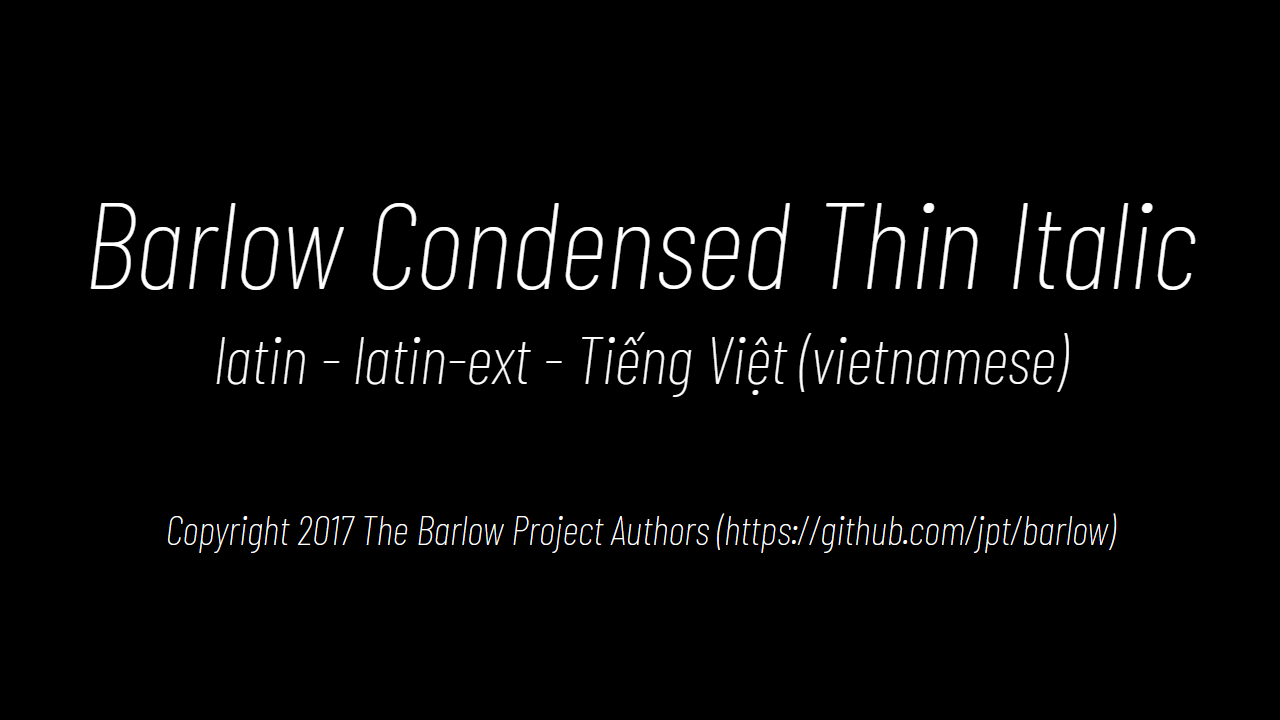 Barlow Condensed Thin Italic
latin - latin-ext - Tiếng Việt (vietnamese)
Copyright 2017 The Barlow Project Authors (https://github.com/jpt/barlow)